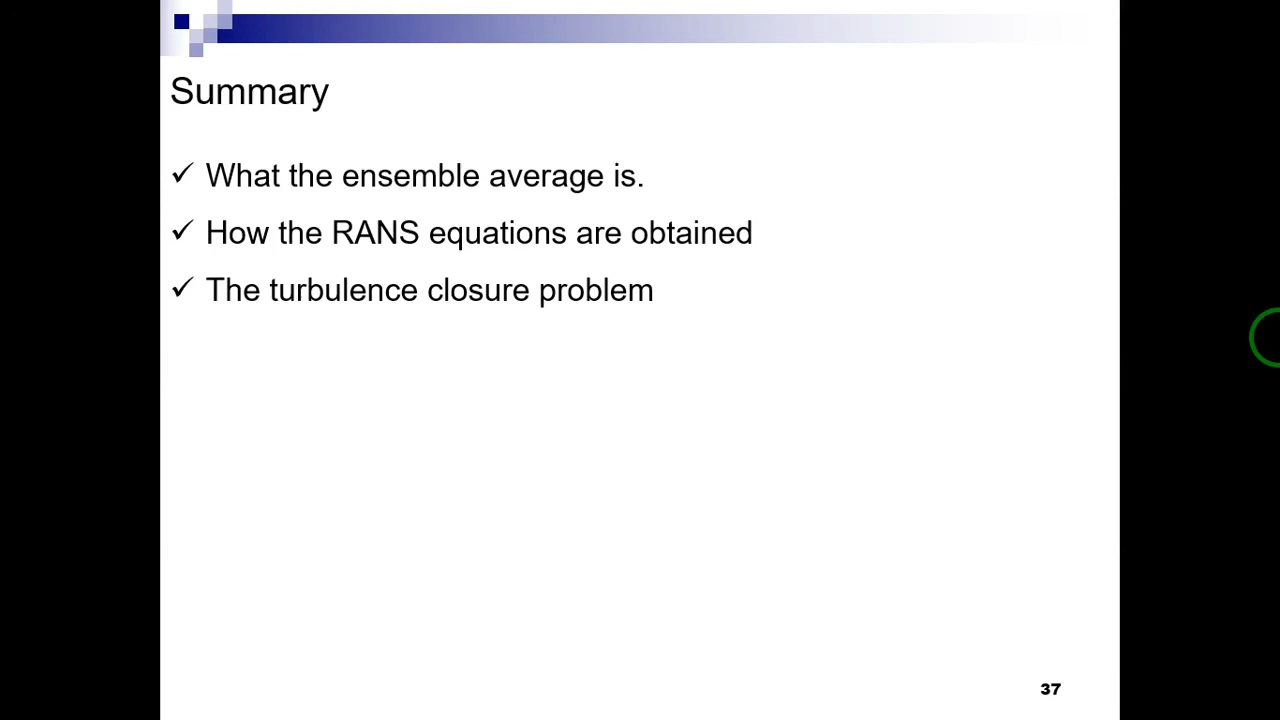 Summary
✓ What the ensemble average is.
✓ How the RANS equations are obtained
✓ The turbulence closure problem
37